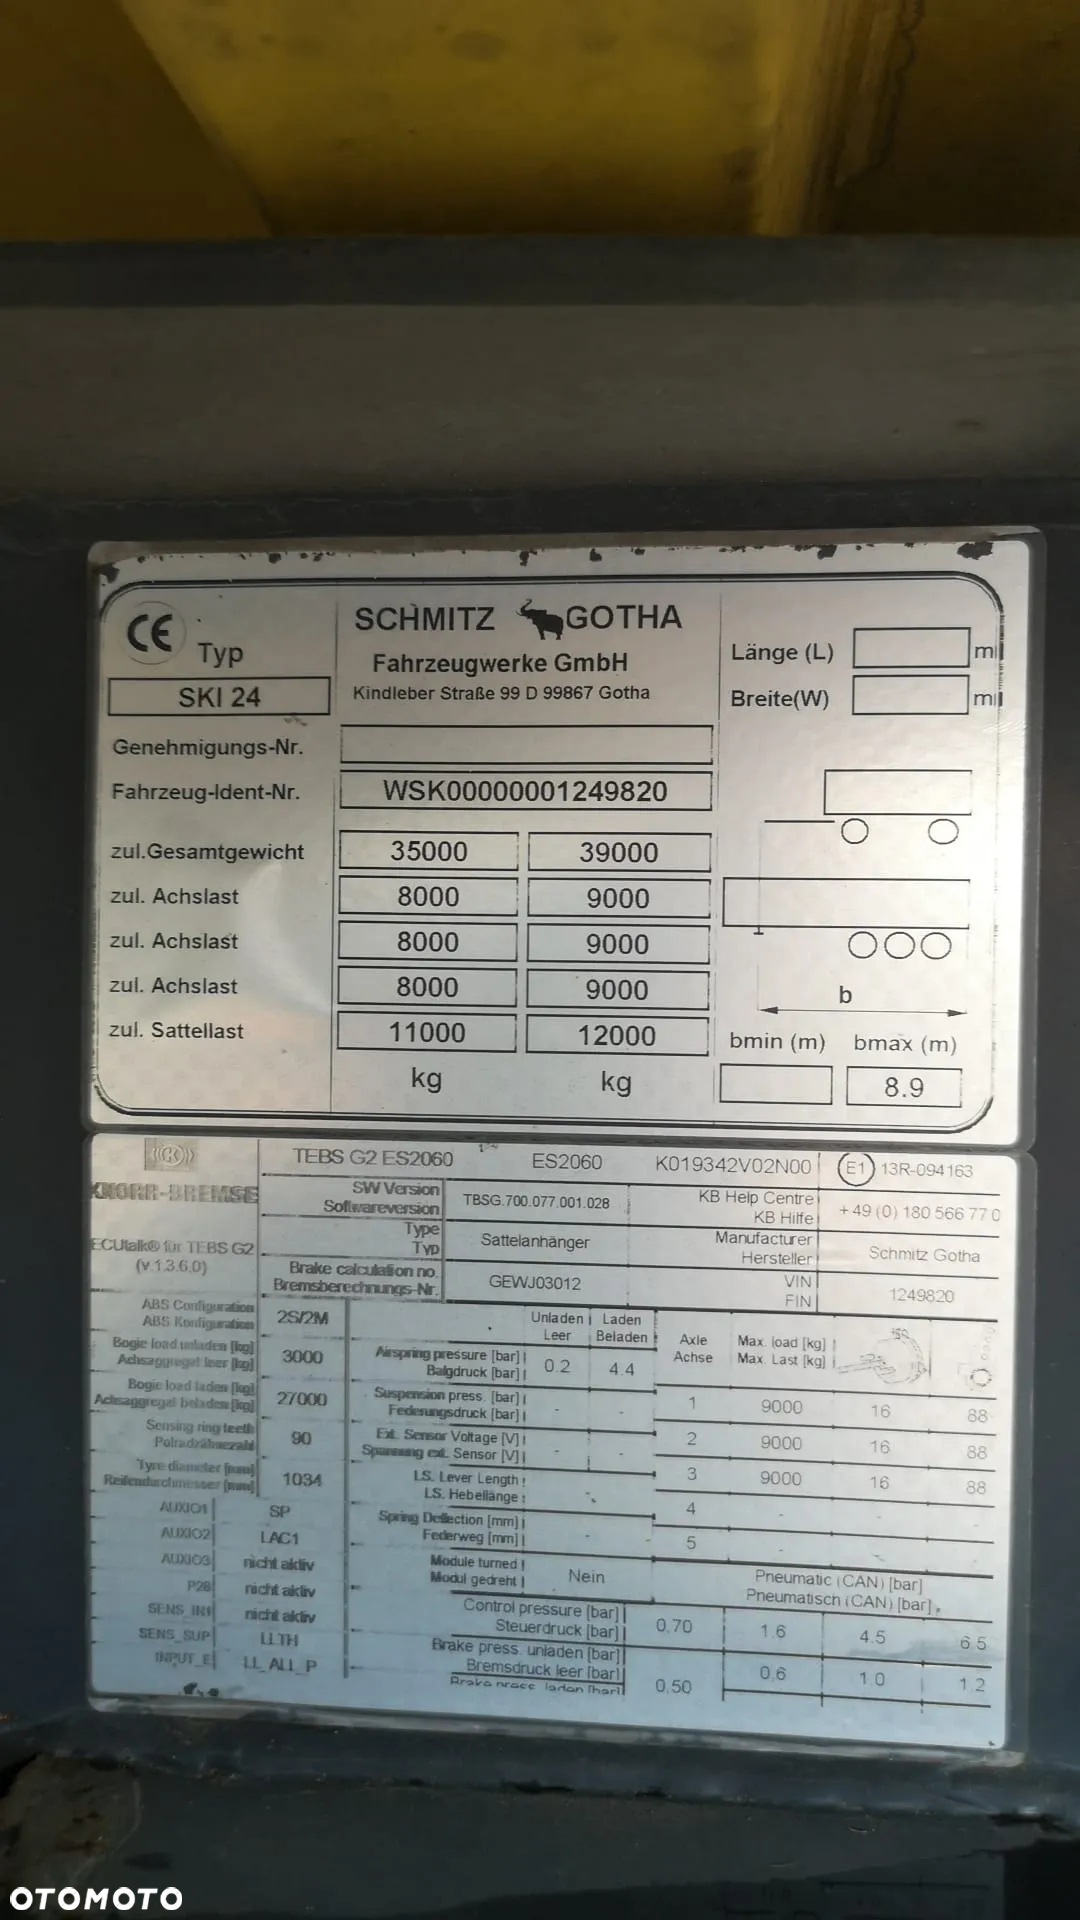 CE Typ
SCHMITZ GOTHA
SKI 24
Fahrzeugwerke GmbH
Kindleber Straße 99 D 99867 Gotha
Länge (L) m
Breite(W) m
Genehmigungs-Nr.
Fahrzeug-Ident-Nr. WSK00000001249820
zul.Gesamtgewicht 35000 39000
zul. Achslast 8000 9000
zul. Achslast 8000 9000
zul. Achslast 8000 9000
zul. Sattellast 11000 12000
kg kg
b
bmin (m) bmax (m)
8.9
KNORR-BREMSE
TEBS G2 ES2060 ES2060 K019342V02N00 E1 13R-094163
SW Version
Softwareversion
TBSG.700.077.001.028
KB Help Centre
KB Hilfe
+49 (0) 180 566 77 0
ECUtalk® für TEBS G2
(v.1.3.6.0)
Type
Typ
Sattelanhänger
Manufacturer
Hersteller
Schmitz Gotha
Brake calculation no.
Bremsberechnungs-Nr.
GEWJ03012
VIN
FIN
1249820
ABS Configuration
ABS Konfiguration
2S/2M
Bogie load unladen [kg]
Achsaggregat leer [kg]
3000
Bogie load laden [kg]
Achsaggregat beladen [kg]
27000
Sensing ring teeth
Polradzähnezahl
90
Tyre diameter [mm]
Reifendurchmesser [mm]
1034
AUXIO1 SP
AUXIO2 LAC1
AUXIO3 nicht aktiv
P28 nicht aktiv
SENS_IN1 nicht aktiv
SENS_SUP LLTH
INPUT_E LL_ALL_P
Unladen Laden
Leer Beladen
Airspring pressure [bar]
Balgdruck [bar]
0.2 4.4
Suspension press. [bar]
Federungsdruck [bar]
- -
Ext. Sensor Voltage [V]
Spannung ext. Sensor [V]
- -
LS. Lever Length
LS. Hebellänge
-
Spring Deflection [mm]
Federweg [mm]
- -
Module turned
Modul gedreht
Nein
Axle
Achse
Max. load [kg]
Max. Last [kg]
1 9000 16 88
2 9000 16 88
3 9000 16 88
4 - -
5 - - -
Pneumatic (CAN) [bar]
Pneumatisch (CAN) [bar]
Control pressure [bar]
Steuerdruck [bar]
0.70 1.6 4.5 6.5
Brake press. unladen [bar]
Bremsdruck leer [bar]
0.50 0.6 1.0 1.2
Brake press. laden [bar]
OTOMOTO